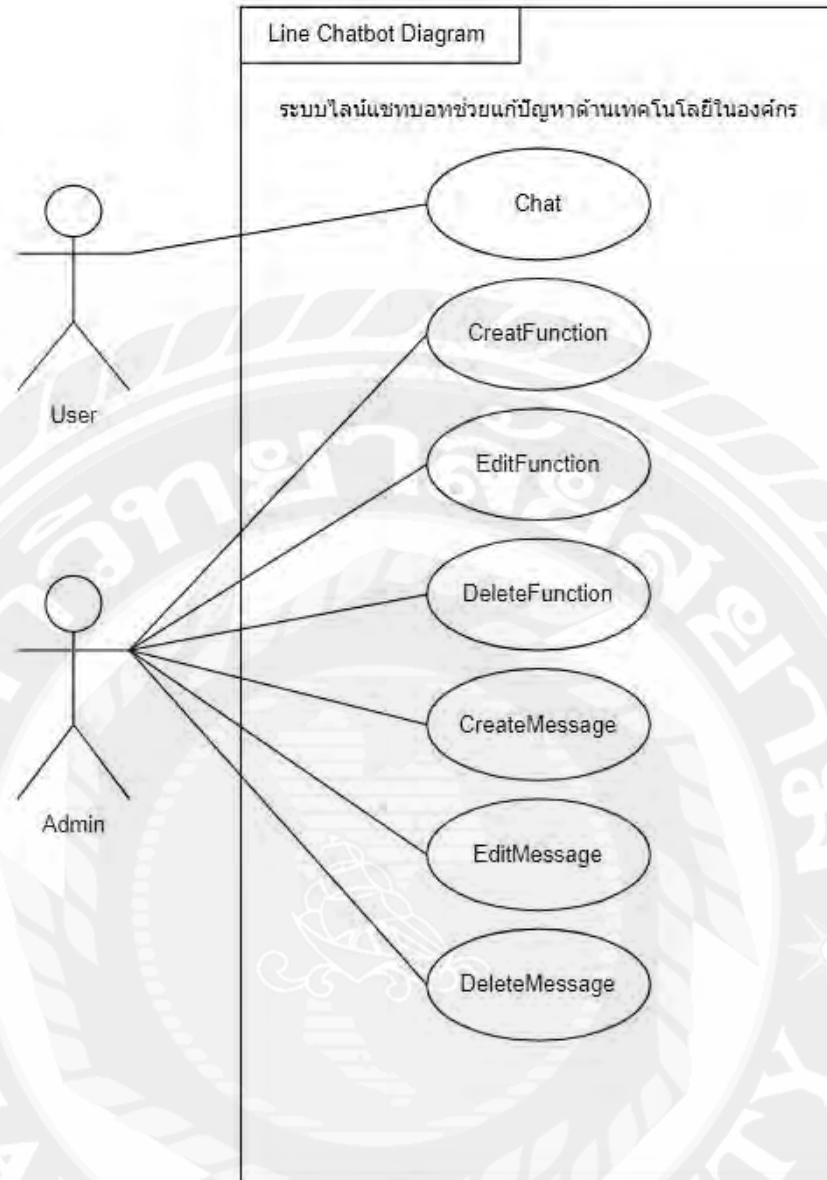 Line Chatbot Diagram
ระบบไลน์แชทบอทช่วยแก้ปัญหาด้านเทคโนโลยีในองค์กร
Chat
CreatFunction
User
EditFunction
DeleteFunction
Admin
CreateMessage
EditMessage
DeleteMessage